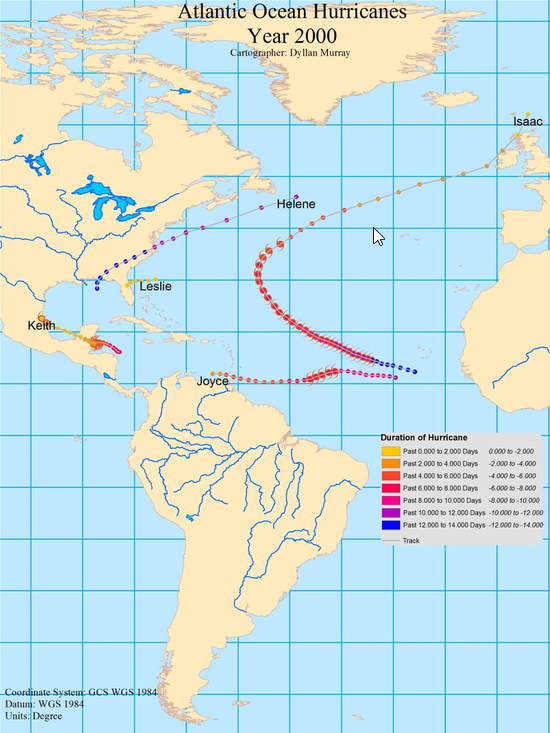 Atlantic Ocean Hurricanes
Year 2000
Cartographer: Dyllan Murray
Isaac
Helene
Leslie
Keith
Joyce
Duration of Hurricane
Past 0.000 to 2.000 Days 0.000 to -2.000
Past 2.000 to 4.000 Days -2.000 to -4.000
Past 4.000 to 6.000 Days -4.000 to -6.000
Past 6.000 to 8.000 Days -6.000 to -8.000
Past 8.000 to 10.000 Days -8.000 to -10.000
Past 10.000 to 12.000 Days -10.000 to -12.000
Past 12.000 to 14.000 Days -12.000 to -14.000
Track
Coordinate System: GCS WGS 1984
Datum: WGS 1984
Units: Degree